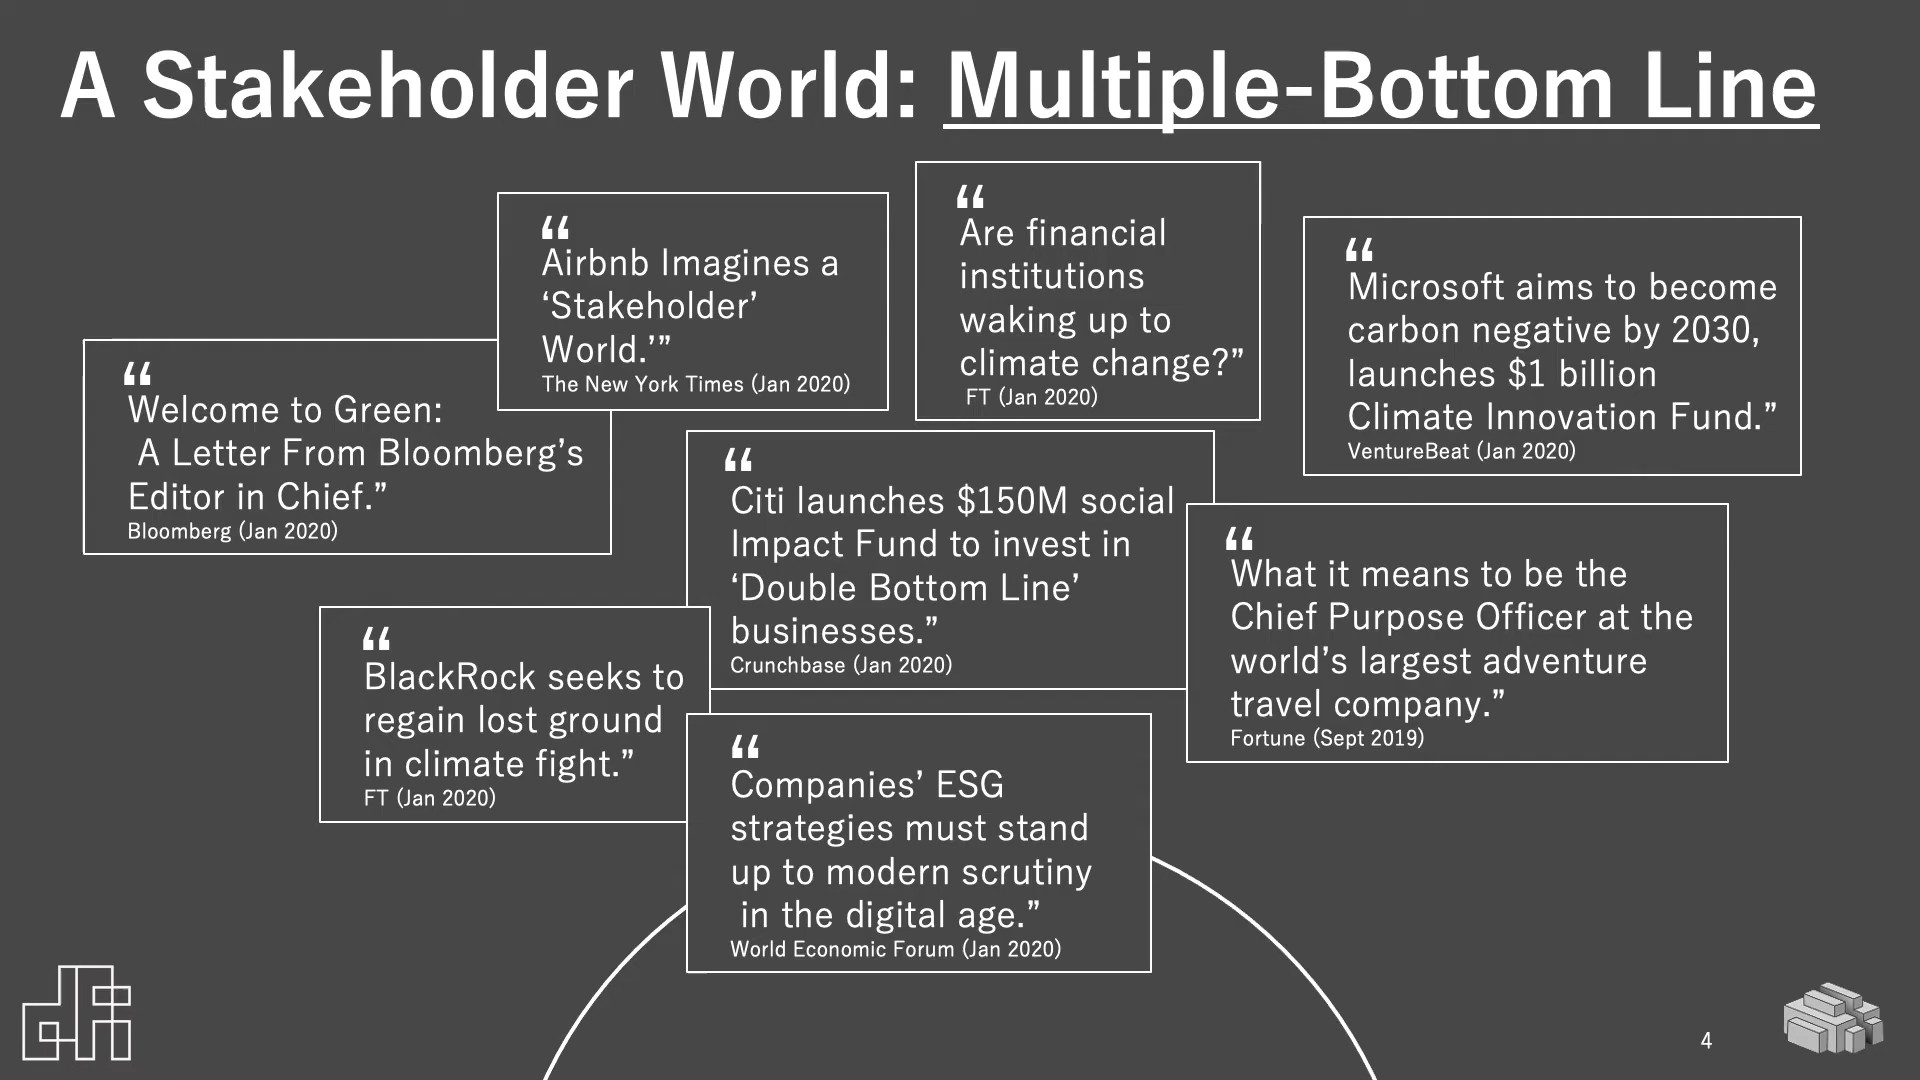 A Stakeholder World: Multiple-Bottom Line
“
Airbnb Imagines a
‘Stakeholder’
World.’”
The New York Times (Jan 2020)
“
Are financial
institutions
waking up to
climate change?”
FT (Jan 2020)
“
Microsoft aims to become
carbon negative by 2030,
launches $1 billion
Climate Innovation Fund.”
VentureBeat (Jan 2020)
“
Welcome to Green:
A Letter From Bloomberg’s
Editor in Chief.”
Bloomberg (Jan 2020)
“
Citi launches $150M social
Impact Fund to invest in
‘Double Bottom Line’
businesses.”
Crunchbase (Jan 2020)
“
What it means to be the
Chief Purpose Officer at the
world’s largest adventure
travel company.”
Fortune (Sept 2019)
“
BlackRock seeks to
regain lost ground
in climate fight.”
FT (Jan 2020)
“
Companies’ ESG
strategies must stand
up to modern scrutiny
in the digital age.”
World Economic Forum (Jan 2020)
dfi
4